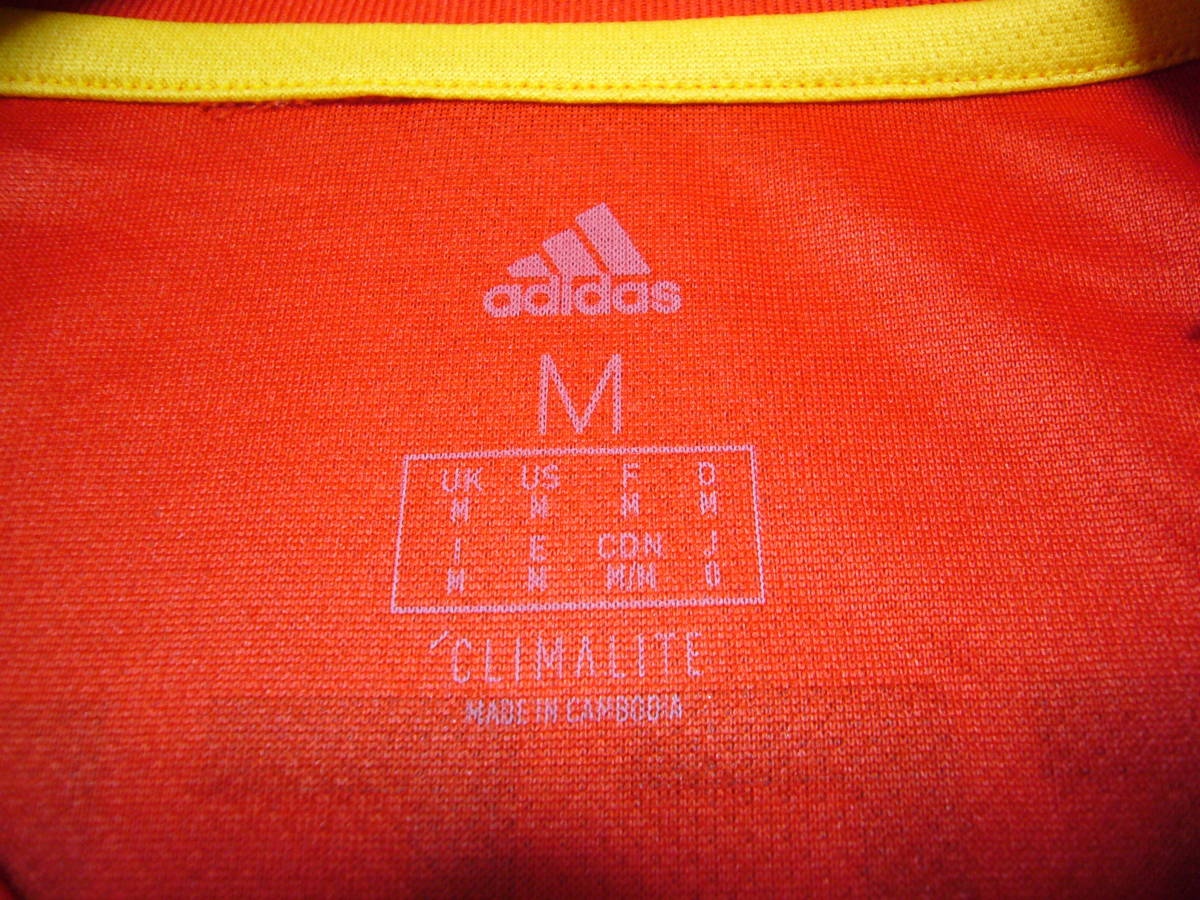 adidas
M
UK US F D
M M M M
I E CDN J
M M M/M O
CLIMALITE
MADE IN CAMBODIA